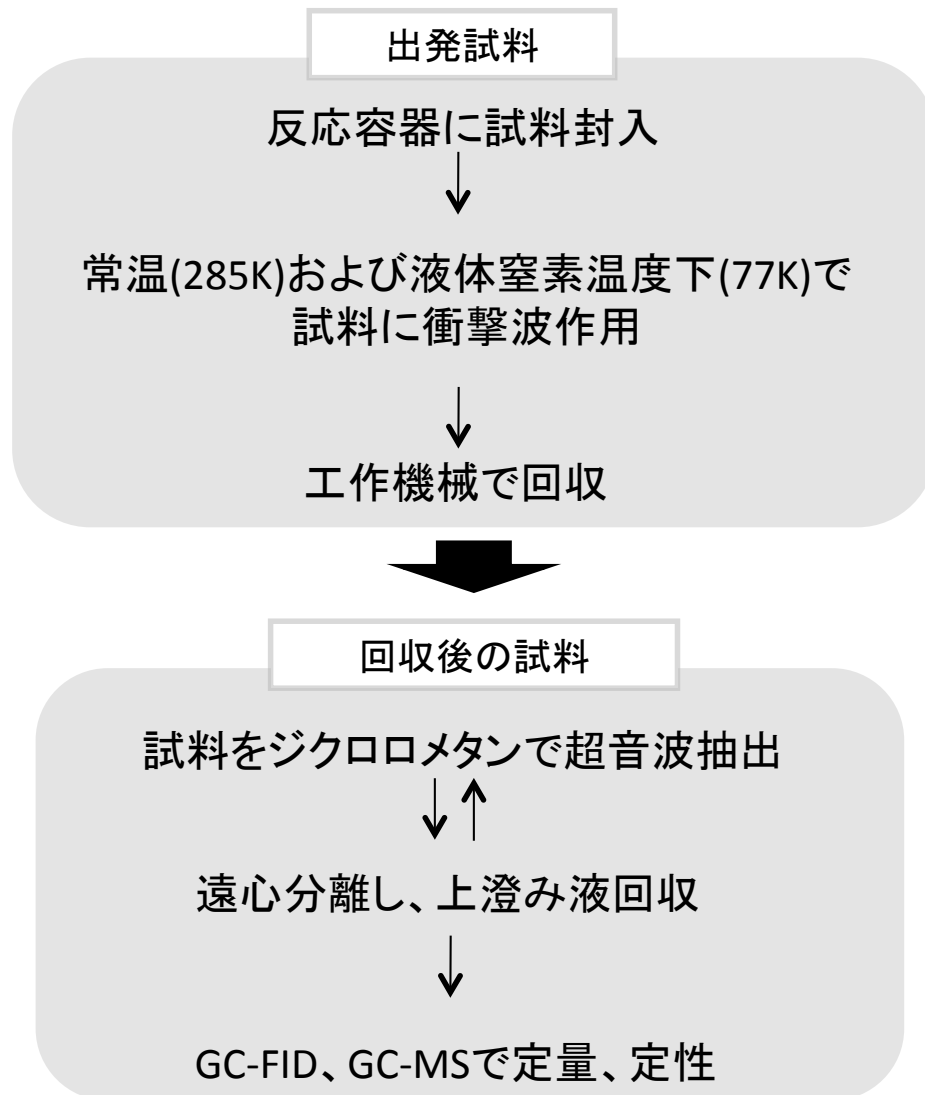 出発試料
反応容器に試料封入
常温(285K)および液体窒素温度下(77K)で
試料に衝撃波作用
工作機械で回収
回収後の試料
試料をジクロロメタンで超音波抽出
遠心分離し、上澄み液回収
GC-FID、GC-MSで定量、定性